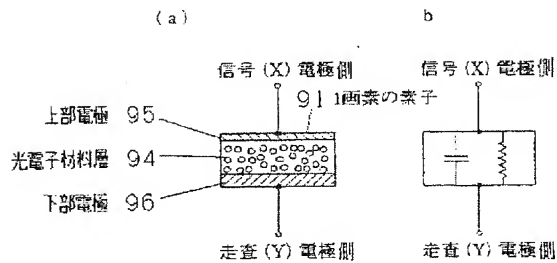 (a)
信号(X)電極側
91 1画素の素子
上部電極 95
光電子材料層 94
下部電極 96
走査(Y)電極側
b
信号(X)電極側
走査(Y)電極側